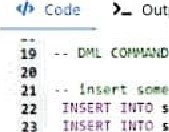 </> Code >_ Out
19 -- DML COMMAND
20
21 -- insert some
22 INSERT INTO s
23 INSERT INTO s